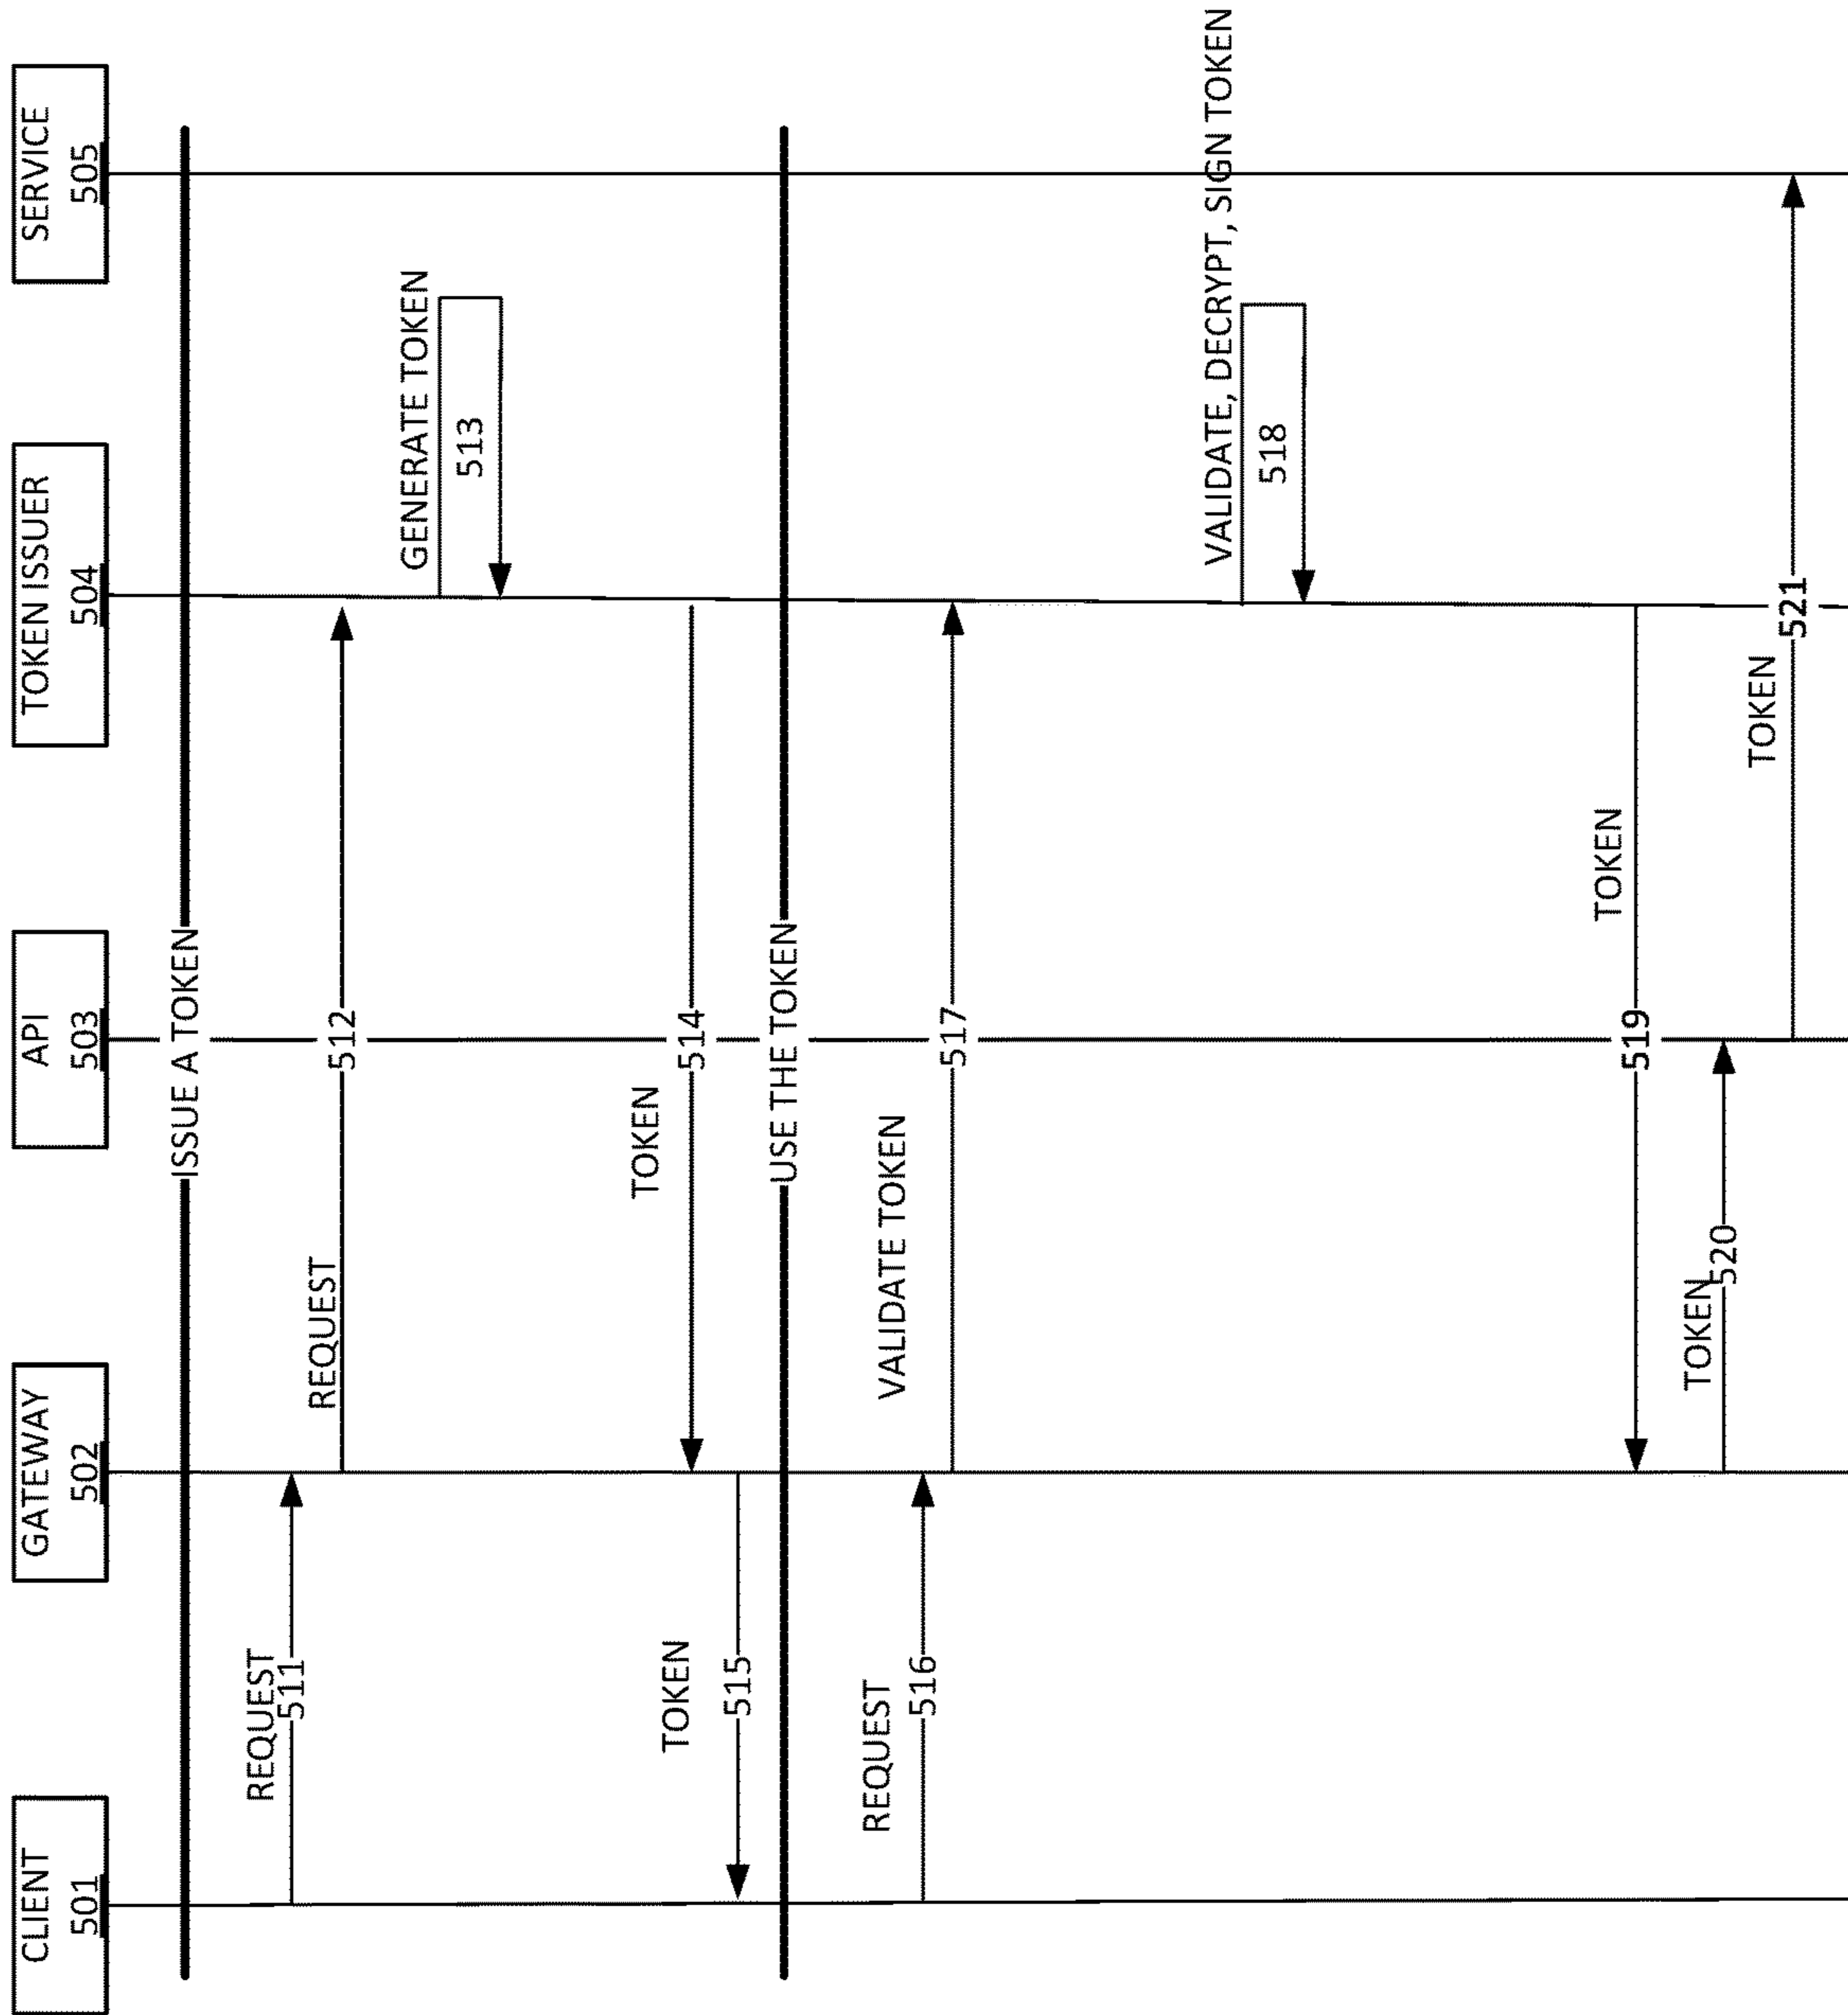 CLIENT
501
GATEWAY
502
API
503
TOKEN ISSUER
504
SERVICE
505
ISSUE A TOKEN
REQUEST
511
REQUEST
512
GENERATE TOKEN
513
TOKEN
514
TOKEN
515
USE THE TOKEN
REQUEST
516
VALIDATE TOKEN
517
VALIDATE, DECRYPT, SIGN TOKEN
518
TOKEN
519
TOKEN
520
TOKEN
521